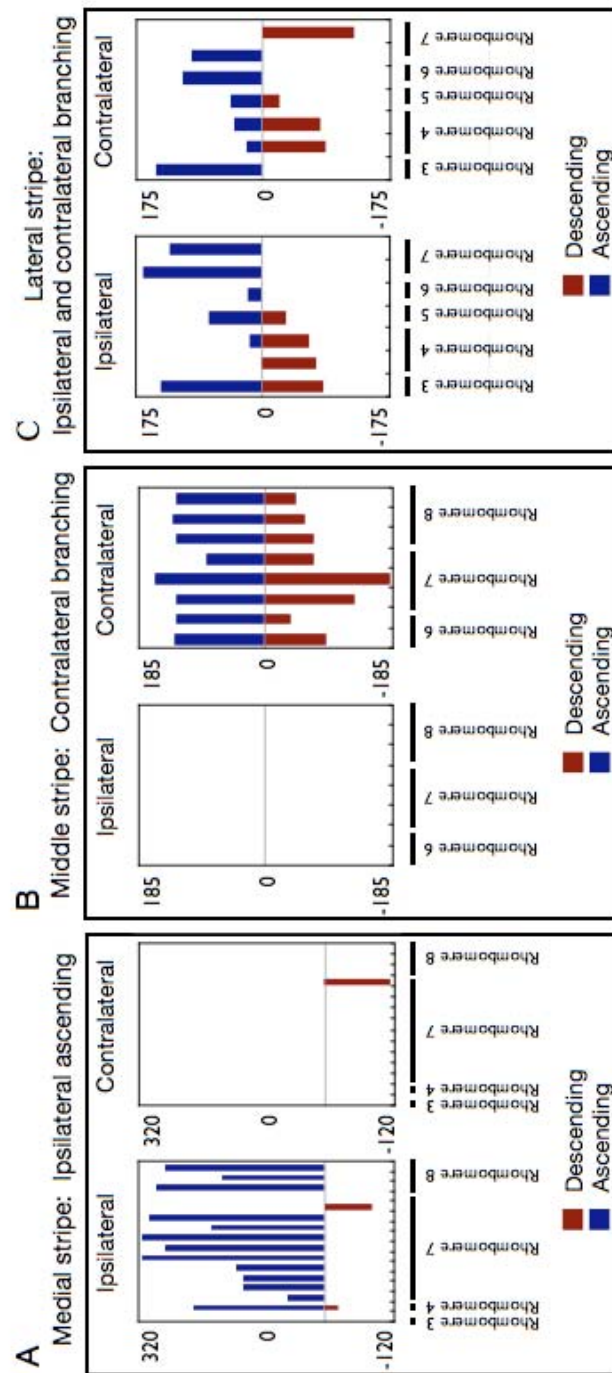 A
Medial stripe: Ipsilateral ascending
Ipsilateral
Contralateral
320
0
-120
320
0
-120
Rhombomere 3
Rhombomere 4
Rhombomere 7
Rhombomere 8
Rhombomere 3
Rhombomere 4
Rhombomere 7
Rhombomere 8
Descending
Ascending
B
Middle stripe: Contralateral branching
Ipsilateral
Contralateral
185
0
-185
185
0
-185
Rhombomere 6
Rhombomere 7
Rhombomere 8
Rhombomere 6
Rhombomere 7
Rhombomere 8
Descending
Ascending
C
Lateral stripe:
Ipsilateral and contralateral branching
Ipsilateral
Contralateral
175
0
-175
175
0
-175
Rhombomere 3
Rhombomere 4
Rhombomere 5
Rhombomere 6
Rhombomere 7
Rhombomere 3
Rhombomere 4
Rhombomere 5
Rhombomere 6
Rhombomere 7
Descending
Ascending